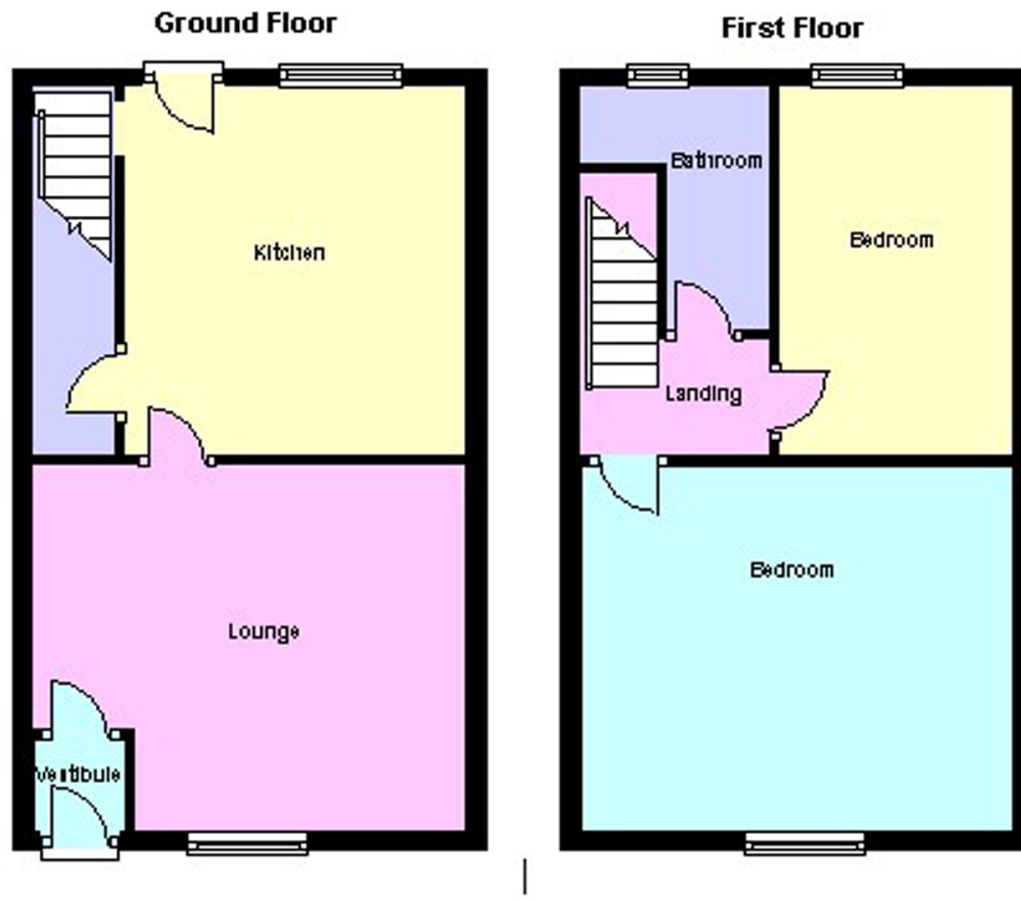 Ground Floor
First Floor
Bathroom
Bedroom
Kitchen
Landing
Bedroom
Lounge
Vestibule